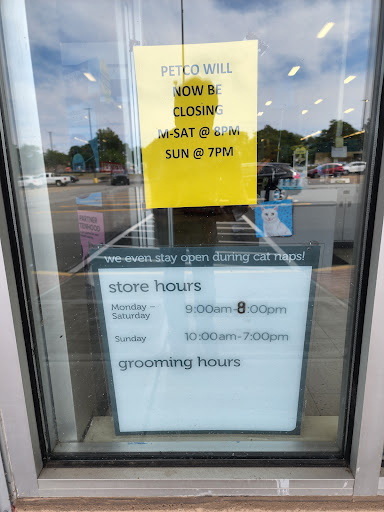 PETCO WILL
NOW BE
CLOSING
M-SAT @ 8PM
SUN @ 7PM
we even stay open during cat naps!
store hours
Monday –
Saturday
9:00am-8:00pm
Sunday
10:00am-7:00pm
grooming hours